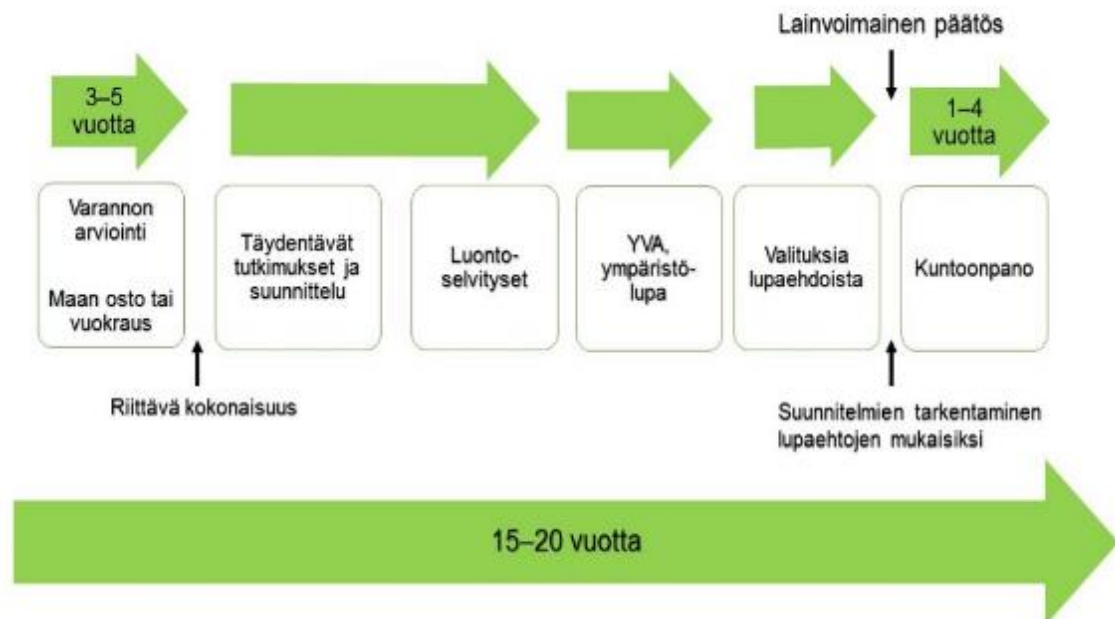 Lainvoimainen päätös
3–5
vuotta
1–4
vuotta
Varannon
arviointi
Maan osto tai
vuokraus
Täydentävät
tutkimukset ja
suunnittelu
Luonto-
selvityset
YVA,
ympäristö-
lupa
Valituksia
lupaehdoista
Kuntoonpano
Riittävä kokonaisuus
Suunnitelmien tarkentaminen
lupaehtojen mukaisiksi
15–20 vuotta